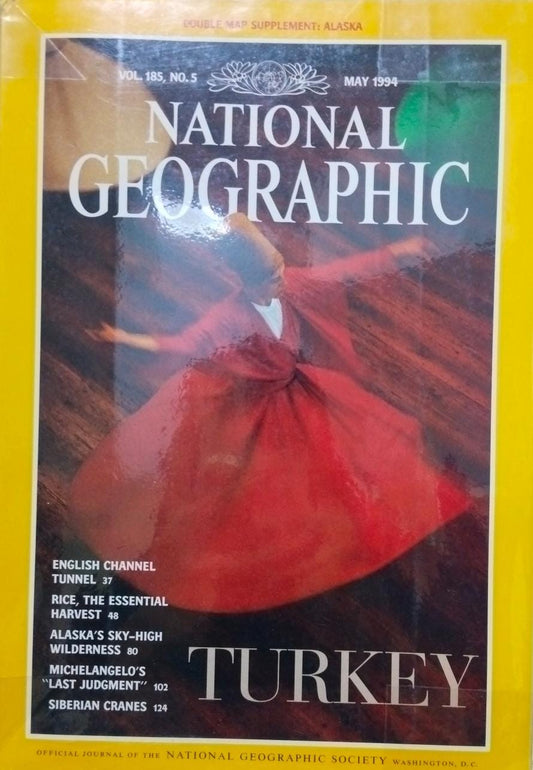 DOUBLE MAP SUPPLEMENT: ALASKA
VOL. 185, NO. 5 MAY 1994
NATIONAL
GEOGRAPHIC
ENGLISH CHANNEL
TUNNEL 37
RICE, THE ESSENTIAL
HARVEST 48
ALASKA'S SKY–HIGH
WILDERNESS 80
MICHELANGELO'S
"LAST JUDGMENT" 102
SIBERIAN CRANES 124
TURKEY
OFFICIAL JOURNAL OF THE NATIONAL GEOGRAPHIC SOCIETY WASHINGTON, D.C.